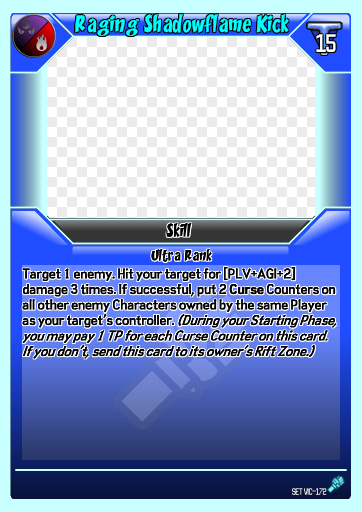 Raging Shadowflame Kick
15
Skill
Ultra Rank
Target 1 enemy. Hit your target for [PLV+AGI+2]
damage 3 times. If successful, put 2 Curse Counters on
all other enemy Characters owned by the same Player
as your target's controller. (During your Starting Phase,
you may pay 1 TP for each Curse Counter on this card.
If you don't, send this card to its owner's Rift Zone.)
SET VIC-172